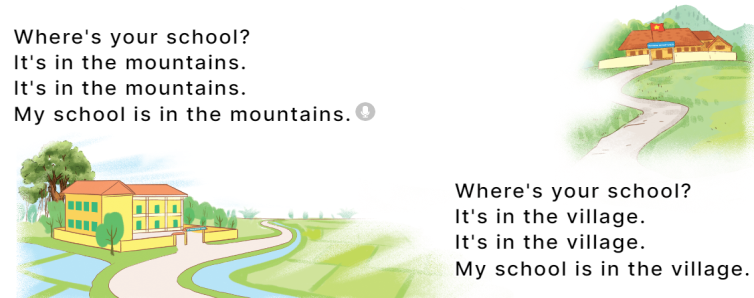 Where's your school?
It's in the mountains.
It's in the mountains.
My school is in the mountains.
Where's your school?
It's in the village.
It's in the village.
My school is in the village.